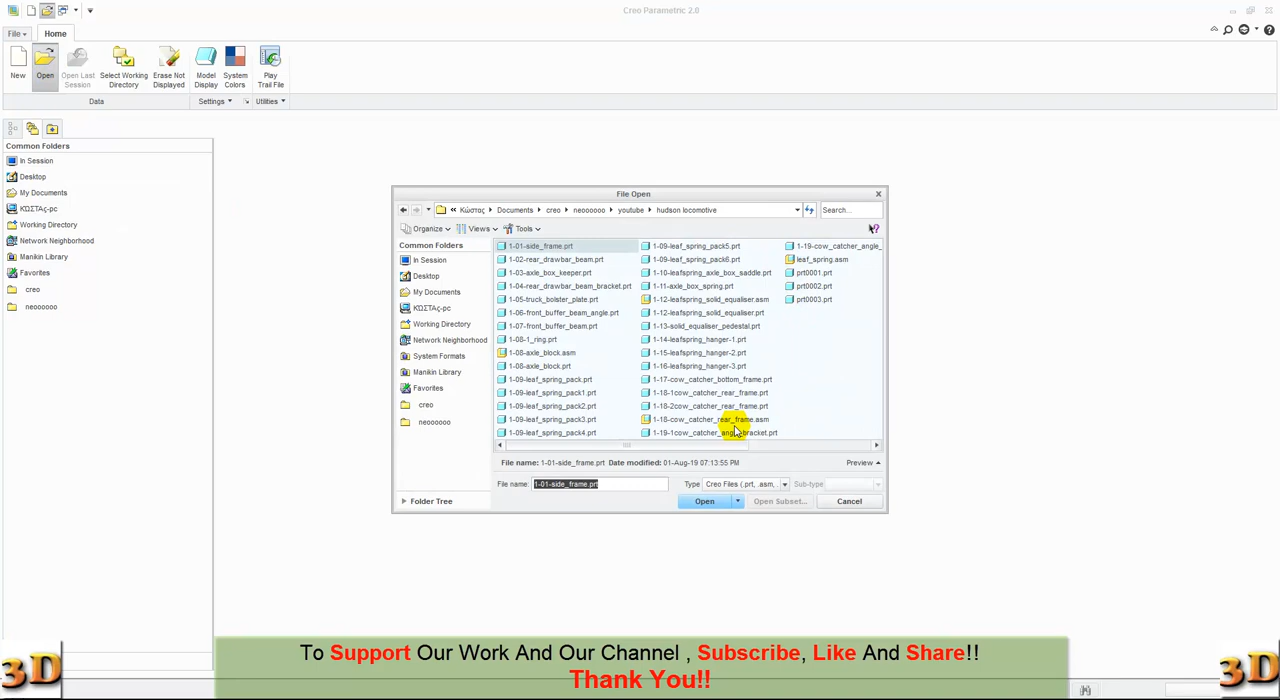 Creo Parametric 2.0
File
Home
New
Open
Open Last Session
Select Working Directory
Erase Not Displayed
Model Display
System Colors
Play Trail File
Data
Settings
Utilities
Common Folders
In Session
Desktop
My Documents
ΚΏΣΤΑς-pc
Working Directory
Network Neighborhood
Manikin Library
Favorites
creo
neoooooo
File Open
« Κώστας Documents creo neoooooo youtube hudson locomotive
Search...
Organize Views Tools
Common Folders
In Session
Desktop
My Documents
ΚΏΣΤΑς-pc
Working Directory
Network Neighborhood
System Formats
Manikin Library
Favorites
creo
neoooooo
Folder Tree
1-01-side_frame.prt
1-02-rear_drawbar_beam.prt
1-03-axle_box_keeper.prt
1-04-rear_drawbar_beam_bracket.prt
1-05-truck_bolster_plate.prt
1-06-front_buffer_beam_angle.prt
1-07-front_buffer_beam.prt
1-08-1_ring.prt
1-08-axle_block.asm
1-08-axle_block.prt
1-09-leaf_spring_pack.prt
1-09-leaf_spring_pack1.prt
1-09-leaf_spring_pack2.prt
1-09-leaf_spring_pack3.prt
1-09-leaf_spring_pack4.prt
1-09-leaf_spring_pack5.prt
1-09-leaf_spring_pack6.prt
1-10-leafspring_axle_box_saddle.prt
1-11-axle_box_spring.prt
1-12-leafspring_solid_equaliser.asm
1-12-leafspring_solid_equaliser.prt
1-13-solid_equaliser_pedestal.prt
1-14-leafspring_hanger-1.prt
1-15-leafspring_hanger-2.prt
1-16-leafspring_hanger-3.prt
1-17-cow_catcher_bottom_frame.prt
1-18-1cow_catcher_rear_frame.prt
1-18-2cow_catcher_rear_frame.prt
1-18-cow_catcher_rear_frame.asm
1-19-1cow_catcher_angle_bracket.prt
1-19-cow_catcher_angle_
leaf_spring.asm
prt0001.prt
prt0002.prt
prt0003.prt
File name: 1-01-side_frame.prt Date modified: 01-Aug-19 07:13:55 PM
Preview
File name: 1-01-side_frame.prt
Type Creo Files (.prt, .asm, .
Sub-type
Open
Open Subset...
Cancel
To Support Our Work And Our Channel , Subscribe, Like And Share!!
Thank You!!
3D
3D